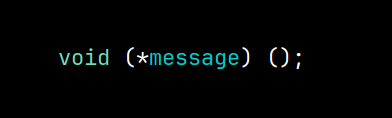 void (*message) ();